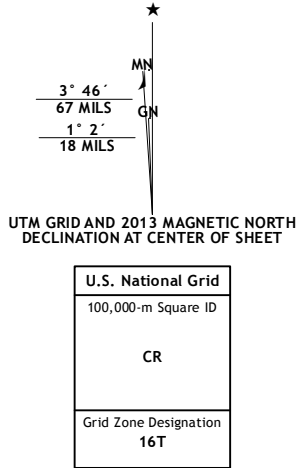 ★
MN
3° 46´
67 MILS
GN
1° 2´
18 MILS
UTM GRID AND 2013 MAGNETIC NORTH
DECLINATION AT CENTER OF SHEET
U.S. National Grid
100,000-m Square ID
CR
Grid Zone Designation
16T